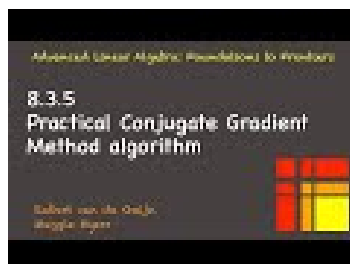 Advanced Linear Algebra: Foundations to Frontiers
8.3.5
Practical Conjugate Gradient
Method algorithm
Robert van de Geijn
Maggie Myers